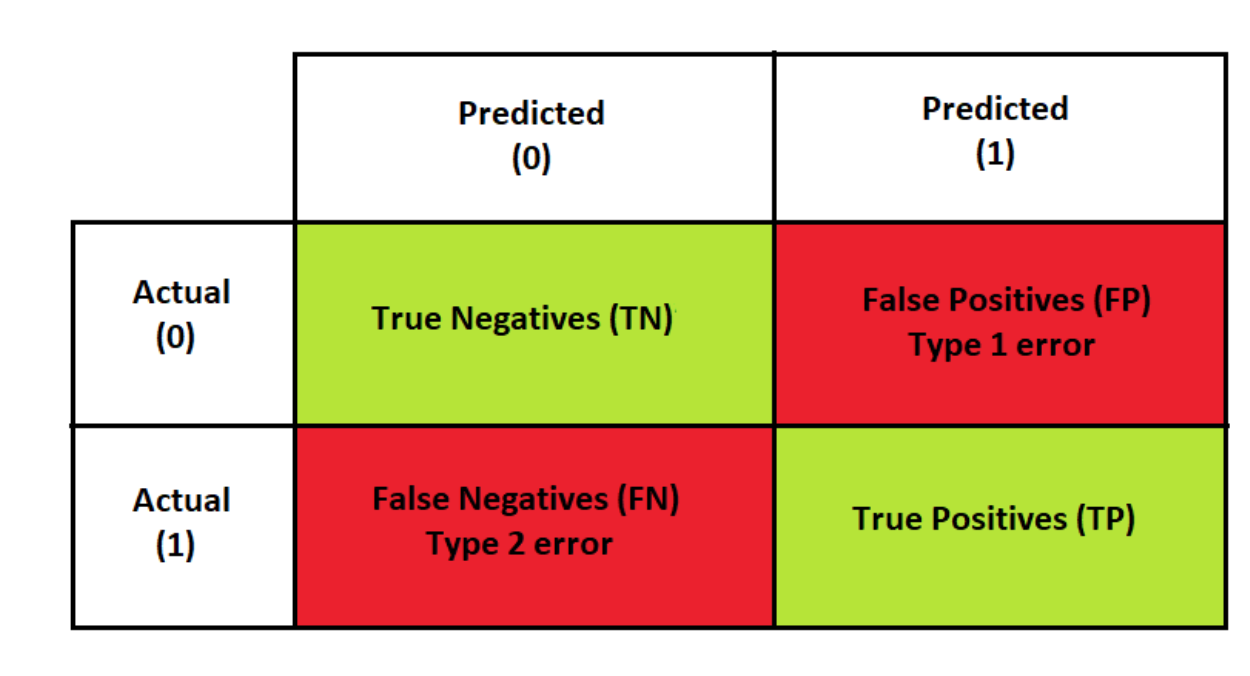 Predicted
(0)
Predicted
(1)
Actual
(0)
True Negatives (TN)
False Positives (FP)
Type 1 error
Actual
(1)
False Negatives (FN)
Type 2 error
True Positives (TP)